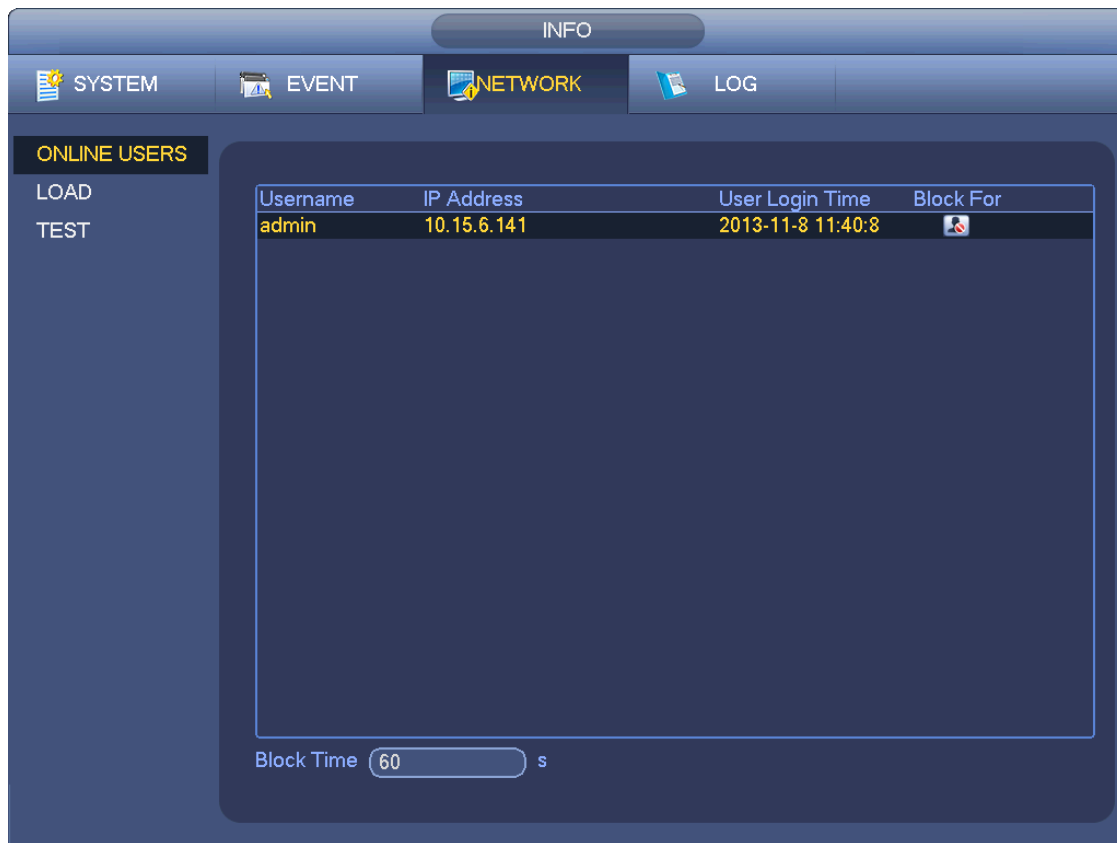 INFO
SYSTEM EVENT NETWORK LOG
ONLINE USERS
LOAD
TEST
Username IP Address User Login Time Block For
admin 10.15.6.141 2013-11-8 11:40:8
Block Time 60 s